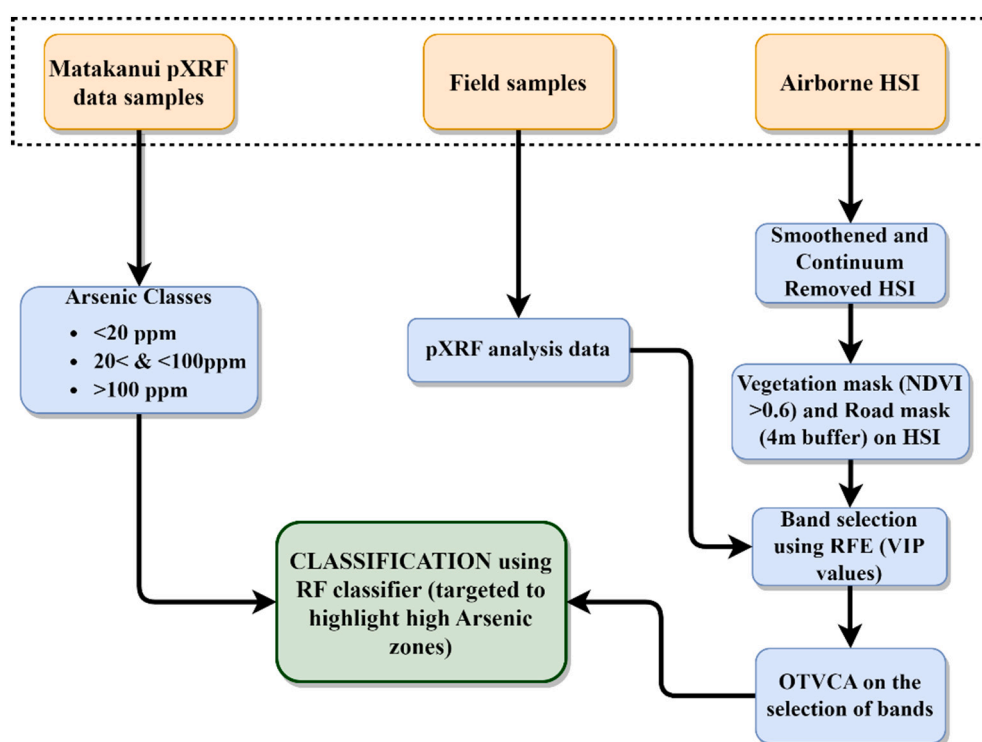 Matakanui pXRF
data samples
Field samples
Airborne HSI
Smoothened and
Continuum
Removed HSI
Arsenic Classes
• <20 ppm
• 20< & <100ppm
• >100 ppm
pXRF analysis data
Vegetation mask (NDVI
>0.6) and Road mask
(4m buffer) on HSI
Band selection
using RFE (VIP
values)
CLASSIFICATION using
RF classifier (targeted to
highlight high Arsenic
zones)
OTVCA on the
selection of bands